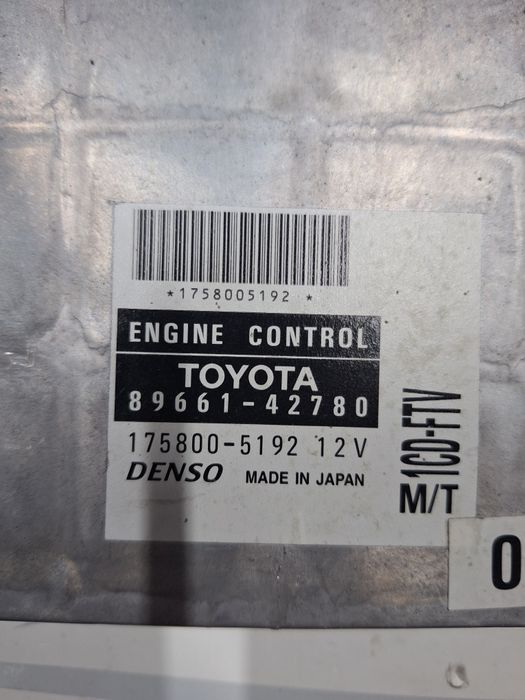 *1758005192 *
ENGINE CONTROL
TOYOTA
89661-42780
175800-5192 12V
DENSO MADE IN JAPAN
1CD-FTV
M/T
0